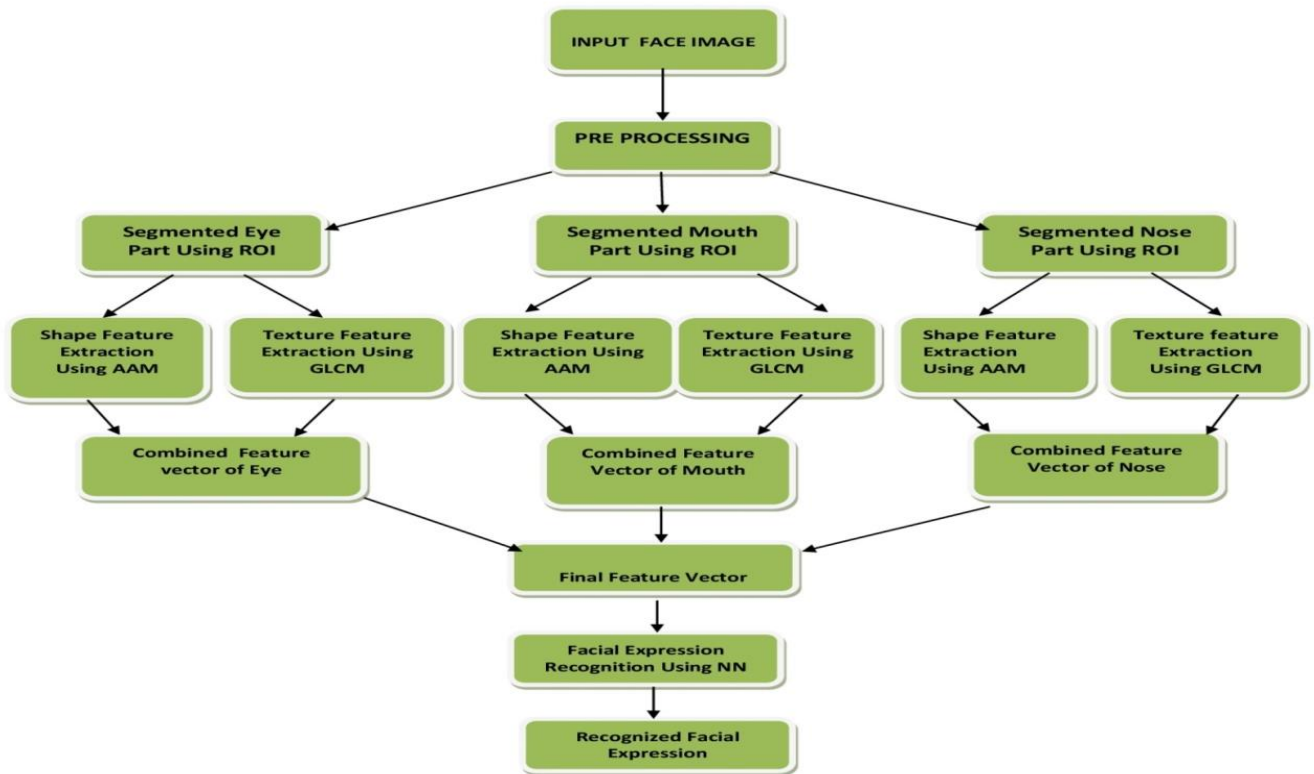 INPUT FACE IMAGE
PRE PROCESSING
Segmented Eye
Part Using ROI
Segmented Mouth
Part Using ROI
Segmented Nose
Part Using ROI
Shape Feature
Extraction
Using AAM
Texture Feature
Extraction Using
GLCM
Shape Feature
Extraction Using
AAM
Texture Feature
Extraction Using
GLCM
Shape Feature
Extraction
Using AAM
Texture feature
Extraction
Using GLCM
Combined Feature
vector of Eye
Combined Feature
Vector of Mouth
Combined Feature
Vector of Nose
Final Feature Vector
Facial Expression
Recognition Using NN
Recognized Facial
Expression